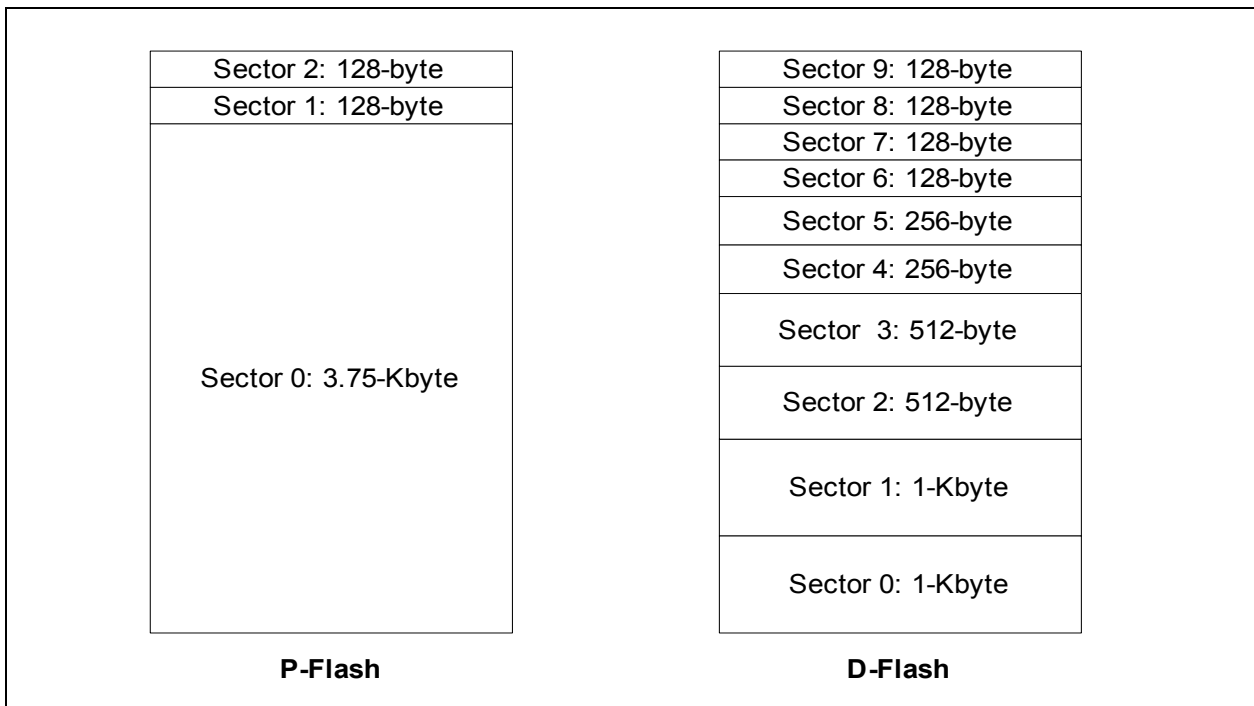 Sector 2: 128-byte
Sector 1: 128-byte
Sector 0: 3.75-Kbyte
P-Flash
Sector 9: 128-byte
Sector 8: 128-byte
Sector 7: 128-byte
Sector 6: 128-byte
Sector 5: 256-byte
Sector 4: 256-byte
Sector 3: 512-byte
Sector 2: 512-byte
Sector 1: 1-Kbyte
Sector 0: 1-Kbyte
D-Flash